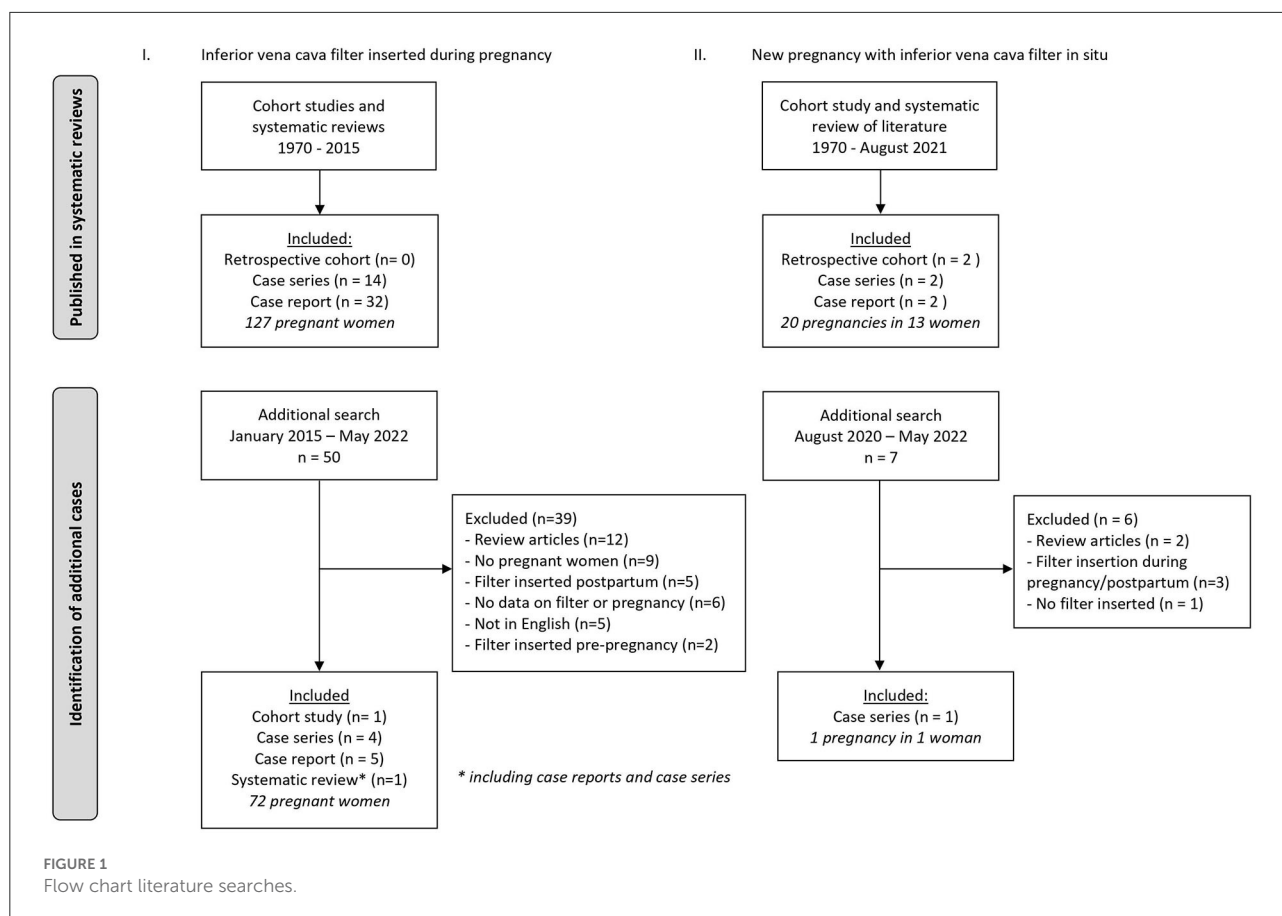 I. Inferior vena cava filter inserted during pregnancy
II. New pregnancy with inferior vena cava filter in situ
Published in systematic reviews
Cohort studies and
systematic reviews
1970 - 2015
Cohort study and systematic
review of literature
1970 - August 2021
Included:
Retrospective cohort (n= 0)
Case series (n = 14)
Case report (n = 32)
127 pregnant women
Included
Retrospective cohort (n = 2 )
Case series (n = 2)
Case report (n = 2 )
20 pregnancies in 13 women
Identification of additional cases
Additional search
January 2015 – May 2022
n = 50
Additional search
August 2020 – May 2022
n = 7
Excluded (n=39)
- Review articles (n=12)
- No pregnant women (n=9)
- Filter inserted postpartum (n=5)
- No data on filter or pregnancy (n=6)
- Not in English (n=5)
- Filter inserted pre-pregnancy (n=2)
Excluded (n = 6)
- Review articles (n = 2)
- Filter insertion during
pregnancy/postpartum (n=3)
- No filter inserted (n = 1)
Included
Cohort study (n= 1)
Case series (n = 4)
Case report (n = 5)
Systematic review* (n=1)
72 pregnant women
* including case reports and case series
Included:
Case series (n = 1)
1 pregnancy in 1 woman
FIGURE 1
Flow chart literature searches.